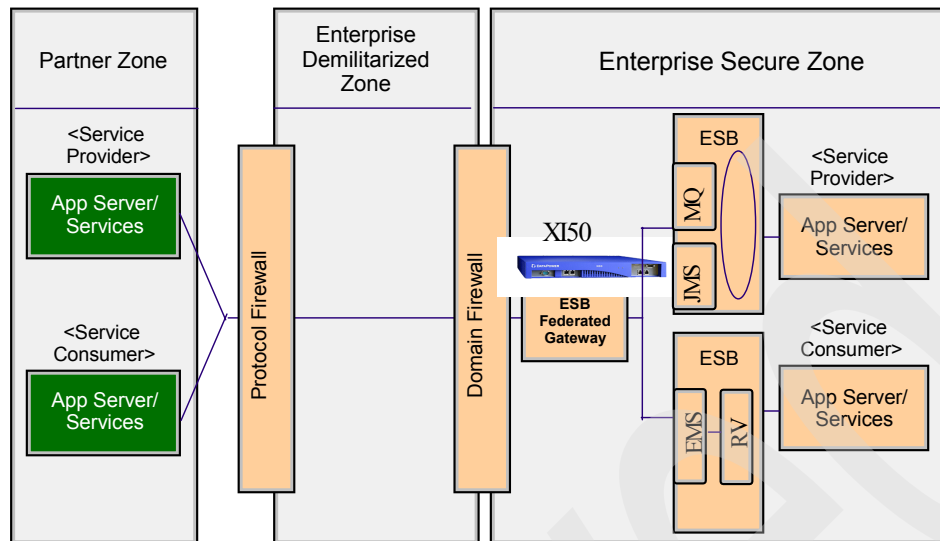 Partner Zone
Enterprise
Demilitarized
Zone
Enterprise Secure Zone
<Service
Provider>
App Server/
Services
<Service
Consumer>
App Server/
Services
Protocol Firewall
Domain Firewall
XI50
ESB
Federated
Gateway
ESB
MQ
JMS
<Service
Provider>
App Server/
Services
ESB
EMS
RV
<Service
Consumer>
App Server/
Services